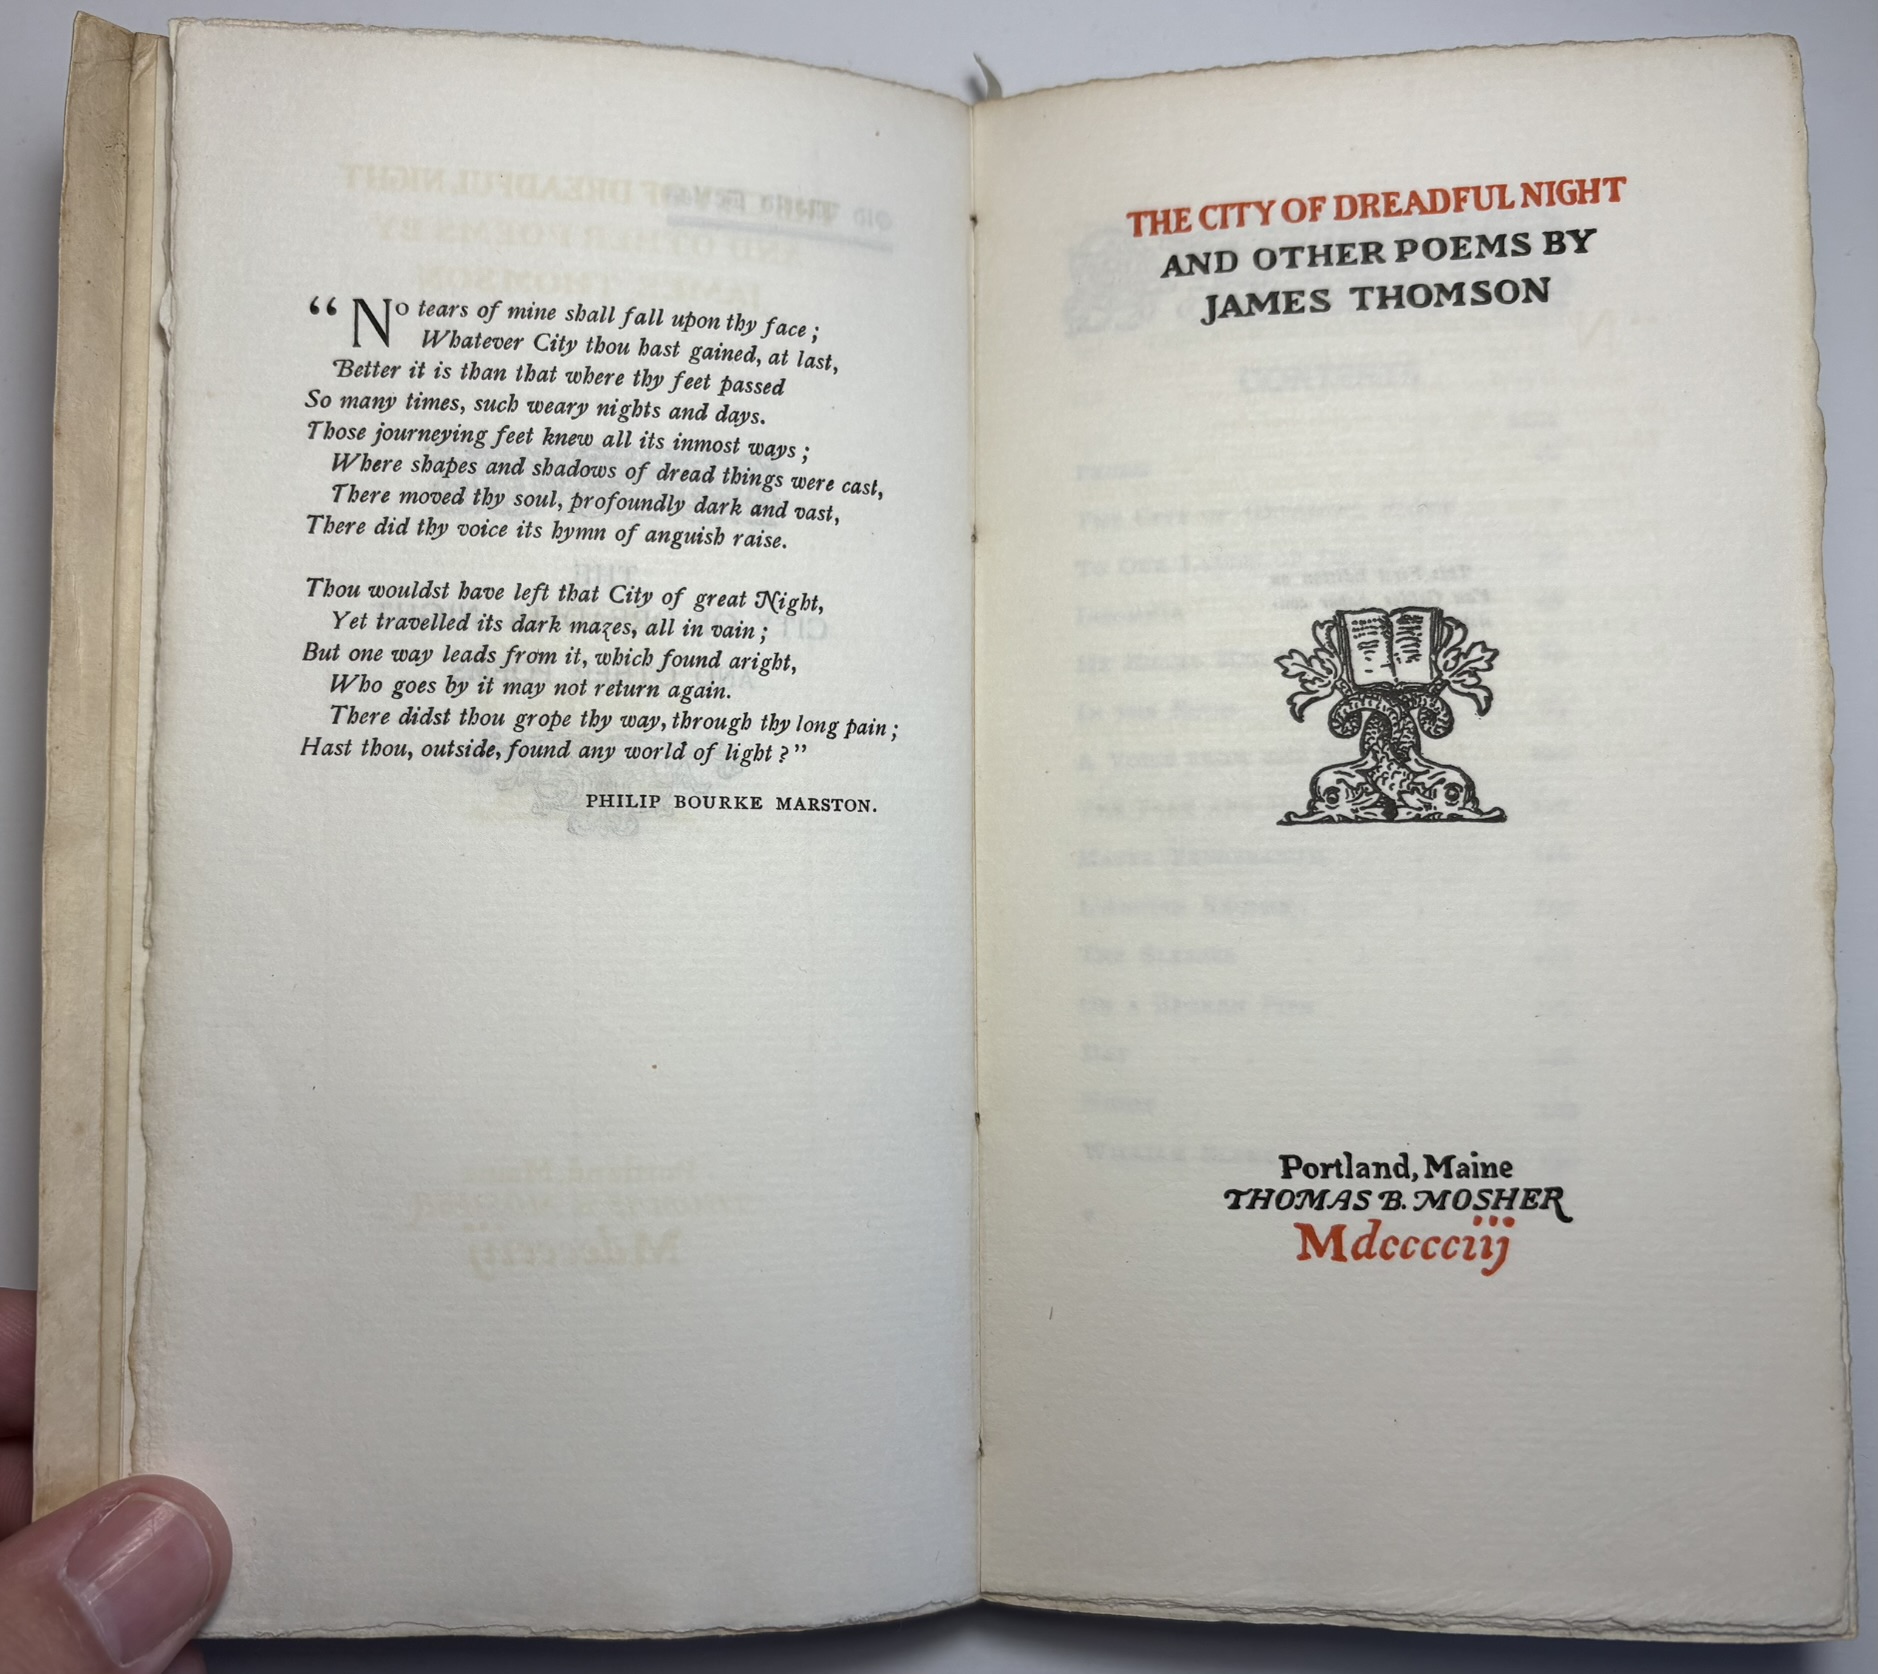 “No tears of mine shall fall upon thy face;
Whatever City thou hast gained, at last,
Better it is than that where thy feet passed
So many times, such weary nights and days.
Those journeying feet knew all its inmost ways;
Where shapes and shadows of dread things were cast,
There moved thy soul, profoundly dark and vast,
There did thy voice its hymn of anguish raise.
Thou wouldst have left that City of great Night,
Yet travelled its dark mazes, all in vain;
But one way leads from it, which found aright,
Who goes by it may not return again.
There didst thou grope thy way, through thy long pain;
Hast thou, outside, found any world of light?”
PHILIP BOURKE MARSTON.
THE CITY OF DREADFUL NIGHT
AND OTHER POEMS BY
JAMES THOMSON
Portland, Maine
THOMAS B. MOSHER
Mdcccciij